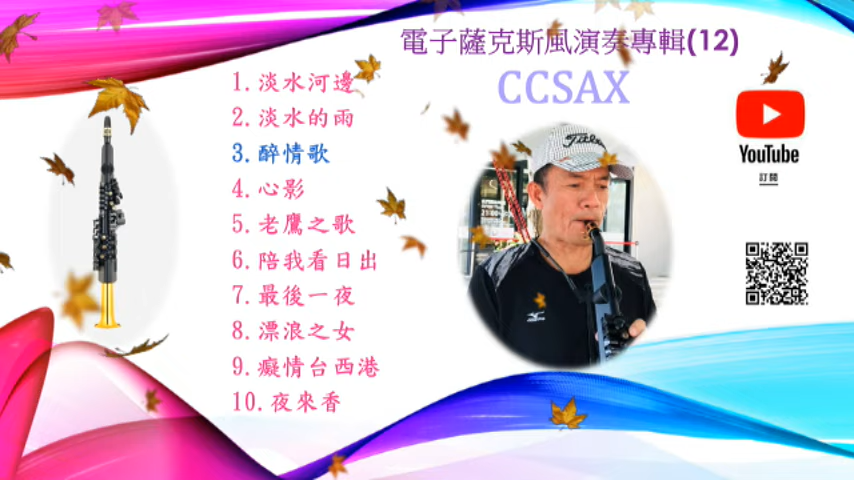 電子薩克斯風演奏專輯(12)
CCSAX
1.淡水河邊
2.淡水的雨
3.醉情歌
4.心影
5.老鷹之歌
6.陪我看日出
7.最後一夜
8.漂浪之女
9.癡情台西港
10.夜來香
YouTube
訂閱
Titleist